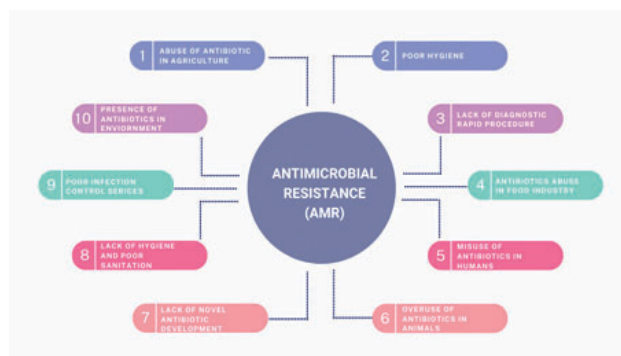 1 ABUSE OF ANTIBIOTIC
IN AGRICULTURE
2 POOR HYGIENE
3 LACK OF DIAGNOSTIC
RAPID PROCEDURE
4 ANTIBIOTICS ABUSE
IN FOOD INDUSTRY
5 MISUSE OF
ANTIBIOTICS IN
HUMANS
6 OVERUSE OF
ANTIBIOTICS IN
ANIMALS
7 LACK OF NOVEL
ANTIBIOTIC
DEVELOPMENT
8 LACK OF HYGIENE
AND POOR
SANITATION
9 POOR INFECTION
CONTROL SERICES
10 PRESENCE OF
ANTIBIOTICS IN
ENVIORNMENT
ANTIMICROBIAL
RESISTANCE
(AMR)